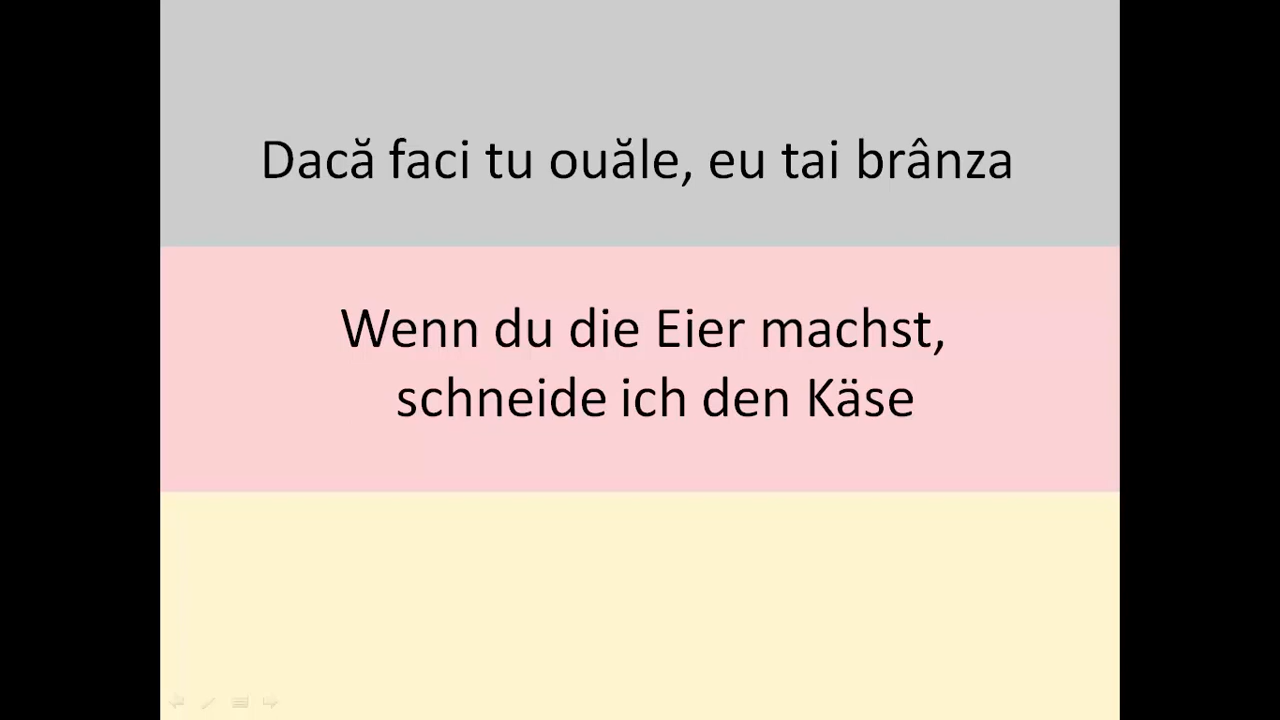 Dacă faci tu ouăle, eu tai brânza
Wenn du die Eier machst,
schneide ich den Käse